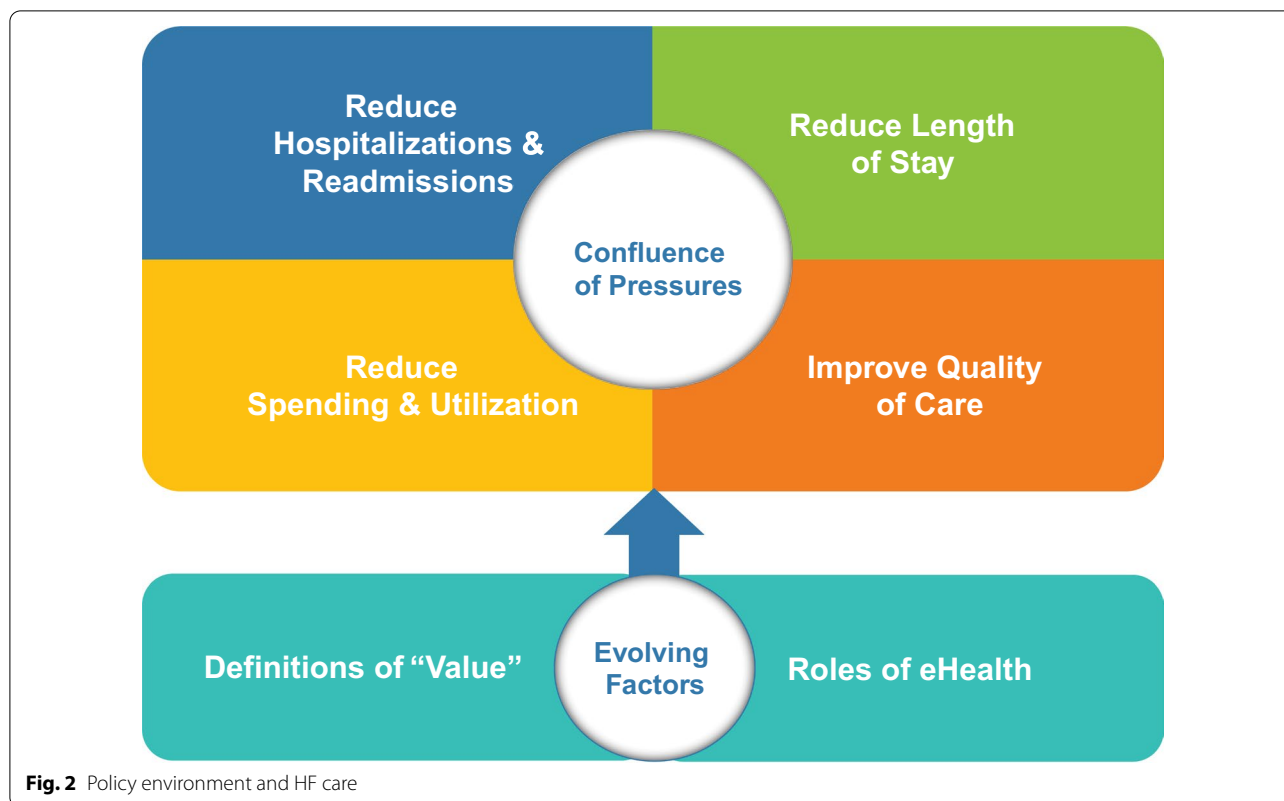 Reduce
Hospitalizations &
Readmissions
Reduce Length
of Stay
Confluence
of Pressures
Reduce
Spending & Utilization
Improve Quality
of Care
Definitions of “Value”
Evolving
Factors
Roles of eHealth
Fig. 2 Policy environment and HF care